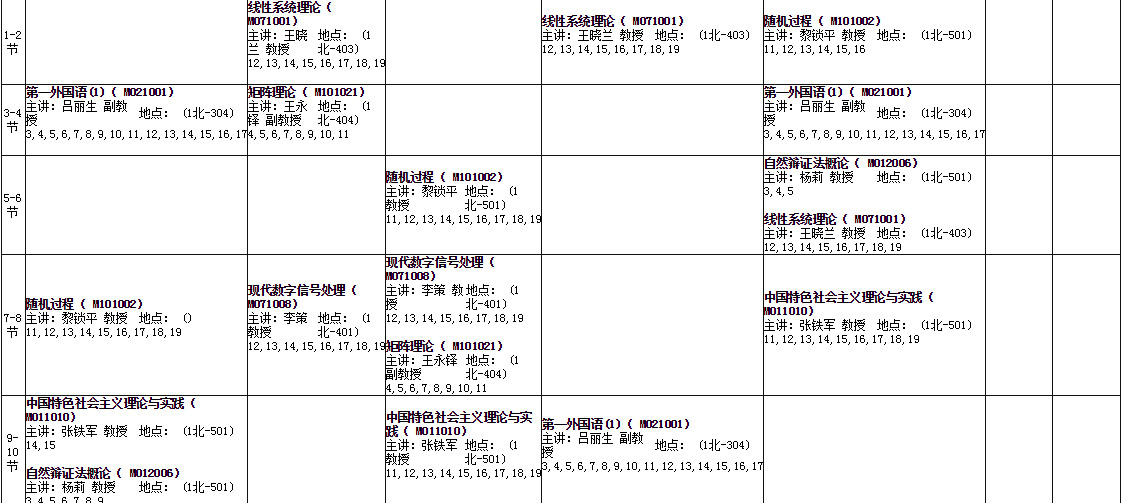 1-2
节
线性系统理论（ M071001）
主讲：王晓兰 教授 地点：（1北-403）
12,13,14,15,16,17,18,19
线性系统理论（ M071001）
主讲：王晓兰 教授 地点：（1北-403）
12,13,14,15,16,17,18,19
随机过程（ M101002）
主讲：黎锁平 教授 地点：（1北-501）
11,12,13,14,15,16
3-4
节
第一外国语(1)（ M021001）
主讲：吕丽生 副教授 地点：（1北-304）
3,4,5,6,7,8,9,10,11,12,13,14,15,16,17
矩阵理论（ M101021）
主讲：王永铎 副教授 地点：（1北-404）
4,5,6,7,8,9,10,11
第一外国语(1)（ M021001）
主讲：吕丽生 副教授 地点：（1北-304）
3,4,5,6,7,8,9,10,11,12,13,14,15,16,17
5-6
节
随机过程（ M101002）
主讲：黎锁平 教授 地点：（1北-501）
11,12,13,14,15,16,17,18,19
自然辩证法概论（ M012006）
主讲：杨莉 教授 地点：（1北-501）
3,4,5
线性系统理论（ M071001）
主讲：王晓兰 教授 地点：（1北-403）
12,13,14,15,16,17,18,19
7-8
节
随机过程（ M101002）
主讲：黎锁平 教授 地点：（）
11,12,13,14,15,16,17,18,19
现代数字信号处理（ M071008）
主讲：李策 教授 地点：（1北-401）
12,13,14,15,16,17,18,19
现代数字信号处理（ M071008）
主讲：李策 教授 地点：（1北-401）
12,13,14,15,16,17,18,19
矩阵理论（ M101021）
主讲：王永铎 副教授 地点：（1北-404）
4,5,6,7,8,9,10,11
中国特色社会主义理论与实践（ M011010）
主讲：张铁军 教授 地点：（1北-501）
11,12,13,14,15,16,17,18,19
9-
10
节
中国特色社会主义理论与实践（ M011010）
主讲：张铁军 教授 地点：（1北-501）
14,15
自然辩证法概论（ M012006）
主讲：杨莉 教授 地点：（1北-501）
3,4,5,6,7,8,9
中国特色社会主义理论与实践（ M011010）
主讲：张铁军 教授 地点：（1北-501）
11,12,13,14,15,16,17,18,19
第一外国语(1)（ M021001）
主讲：吕丽生 副教授 地点：（1北-304）
3,4,5,6,7,8,9,10,11,12,13,14,15,16,17